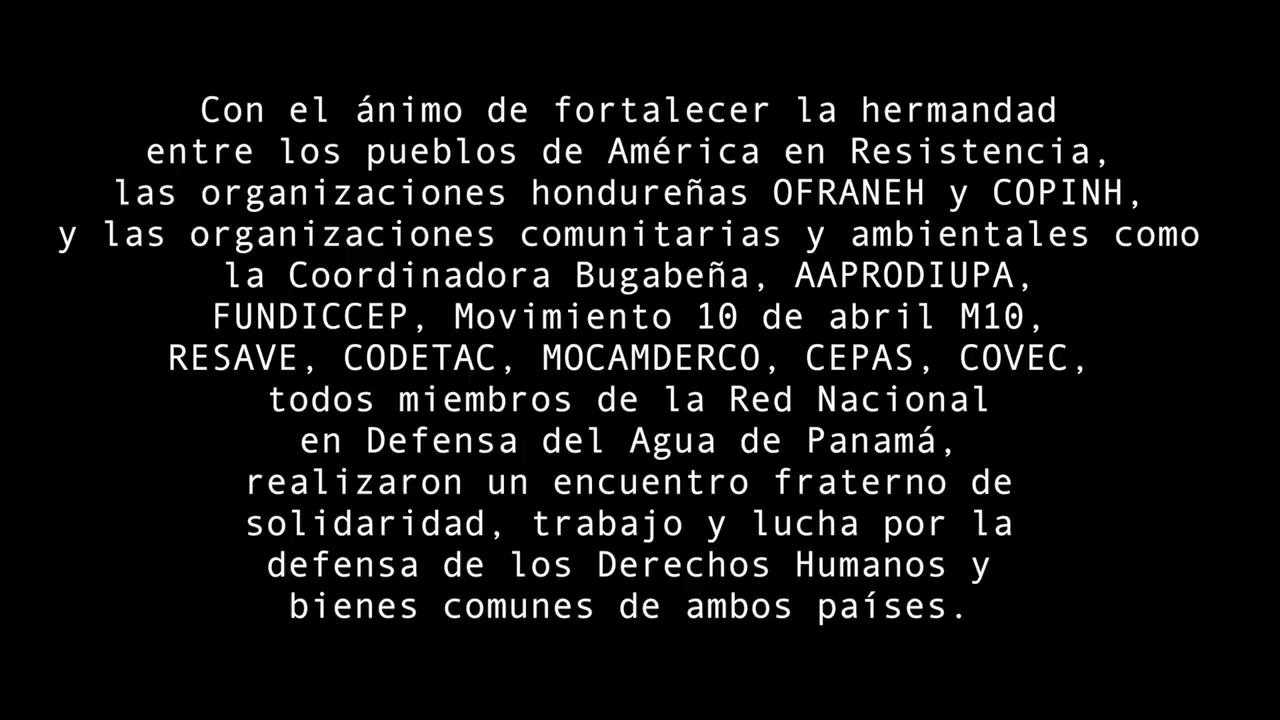 Con el ánimo de fortalecer la hermandad
entre los pueblos de América en Resistencia,
las organizaciones hondureñas OFRANEH y COPINH,
y las organizaciones comunitarias y ambientales como
la Coordinadora Bugabeña, AAPRODIUPA,
FUNDICCEP, Movimiento 10 de abril M10,
RESAVE, CODETAC, MOCAMDERCO, CEPAS, COVEC,
todos miembros de la Red Nacional
en Defensa del Agua de Panamá,
realizaron un encuentro fraterno de
solidaridad, trabajo y lucha por la
defensa de los Derechos Humanos y
bienes comunes de ambos países.